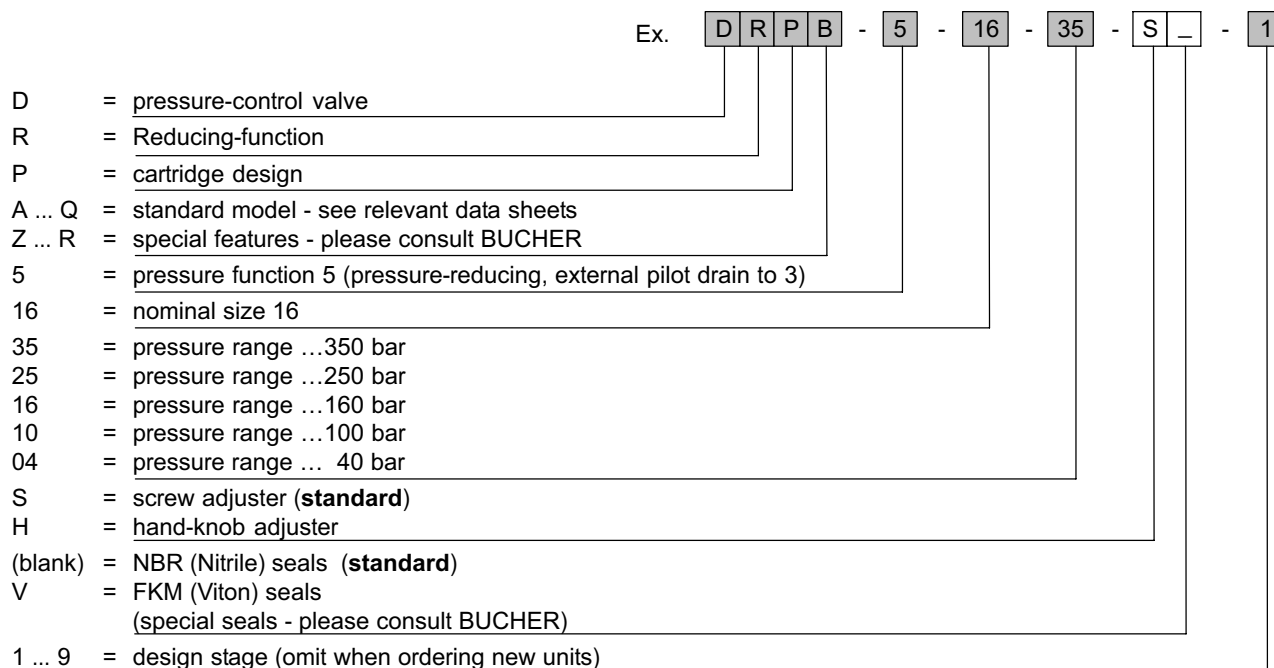 Ex. D R P B - 5 - 16 - 35 - S _ - 1
D = pressure-control valve
R = Reducing-function
P = cartridge design
A ... Q = standard model - see relevant data sheets
Z ... R = special features - please consult BUCHER
5 = pressure function 5 (pressure-reducing, external pilot drain to 3)
16 = nominal size 16
35 = pressure range …350 bar
25 = pressure range …250 bar
16 = pressure range …160 bar
10 = pressure range …100 bar
04 = pressure range … 40 bar
S = screw adjuster (standard)
H = hand-knob adjuster
(blank) = NBR (Nitrile) seals (standard)
V = FKM (Viton) seals
(special seals - please consult BUCHER)
1 ... 9 = design stage (omit when ordering new units)